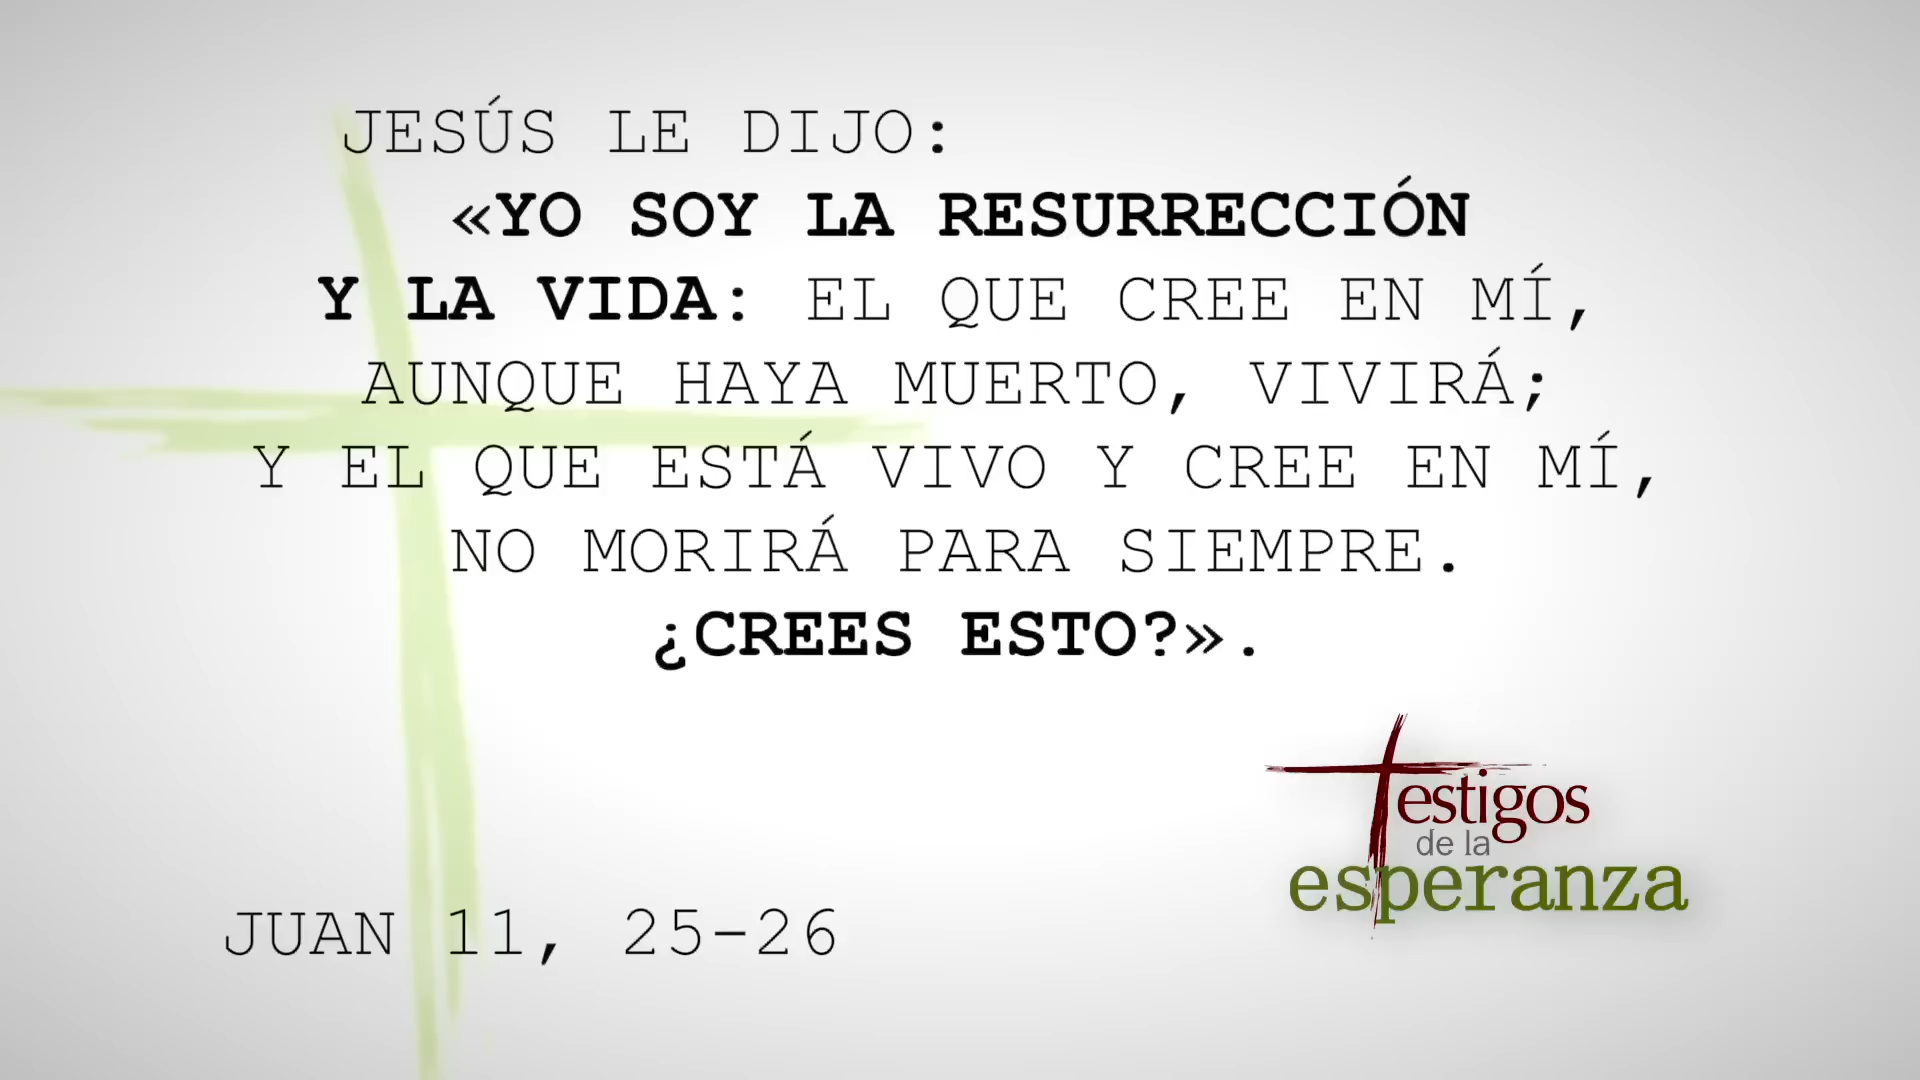 JESÚS LE DIJO:
«YO SOY LA RESURRECCIÓN
Y LA VIDA: EL QUE CREE EN MÍ,
AUNQUE HAYA MUERTO, VIVIRÁ;
Y EL QUE ESTÁ VIVO Y CREE EN MÍ,
NO MORIRÁ PARA SIEMPRE.
¿CREES ESTO?».
testigos
de la
esperanza
JUAN 11, 25-26